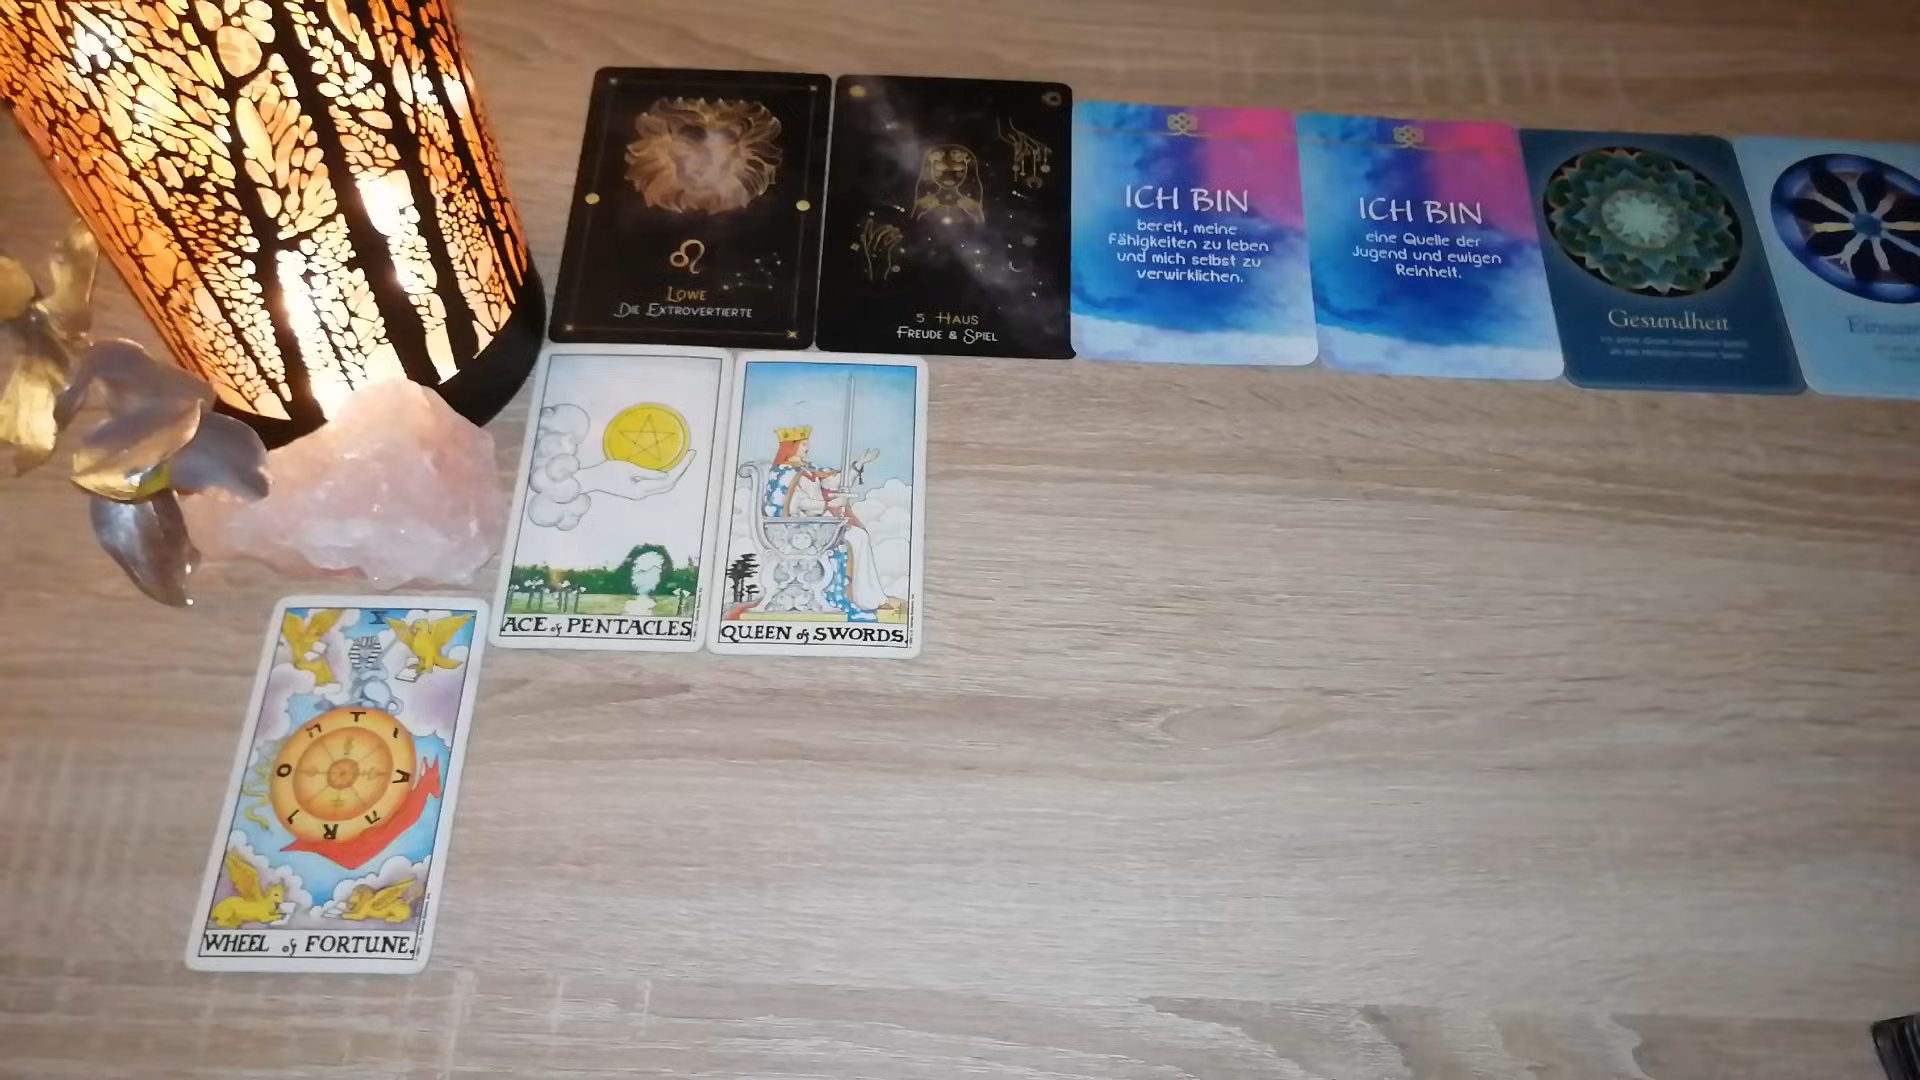 LÖWE
DIE EXTROVERTIERTE
5 HAUS
FREUDE & SPIEL
ICH BIN
bereit, meine
Fähigkeiten zu leben
und mich selbst zu
verwirklichen.
ICH BIN
eine Quelle der
Jugend und ewigen
Reinheit.
Gesundheit
ACE of PENTACLES
QUEEN of SWORDS.
X
T
A
R
O
WHEEL of FORTUNE.